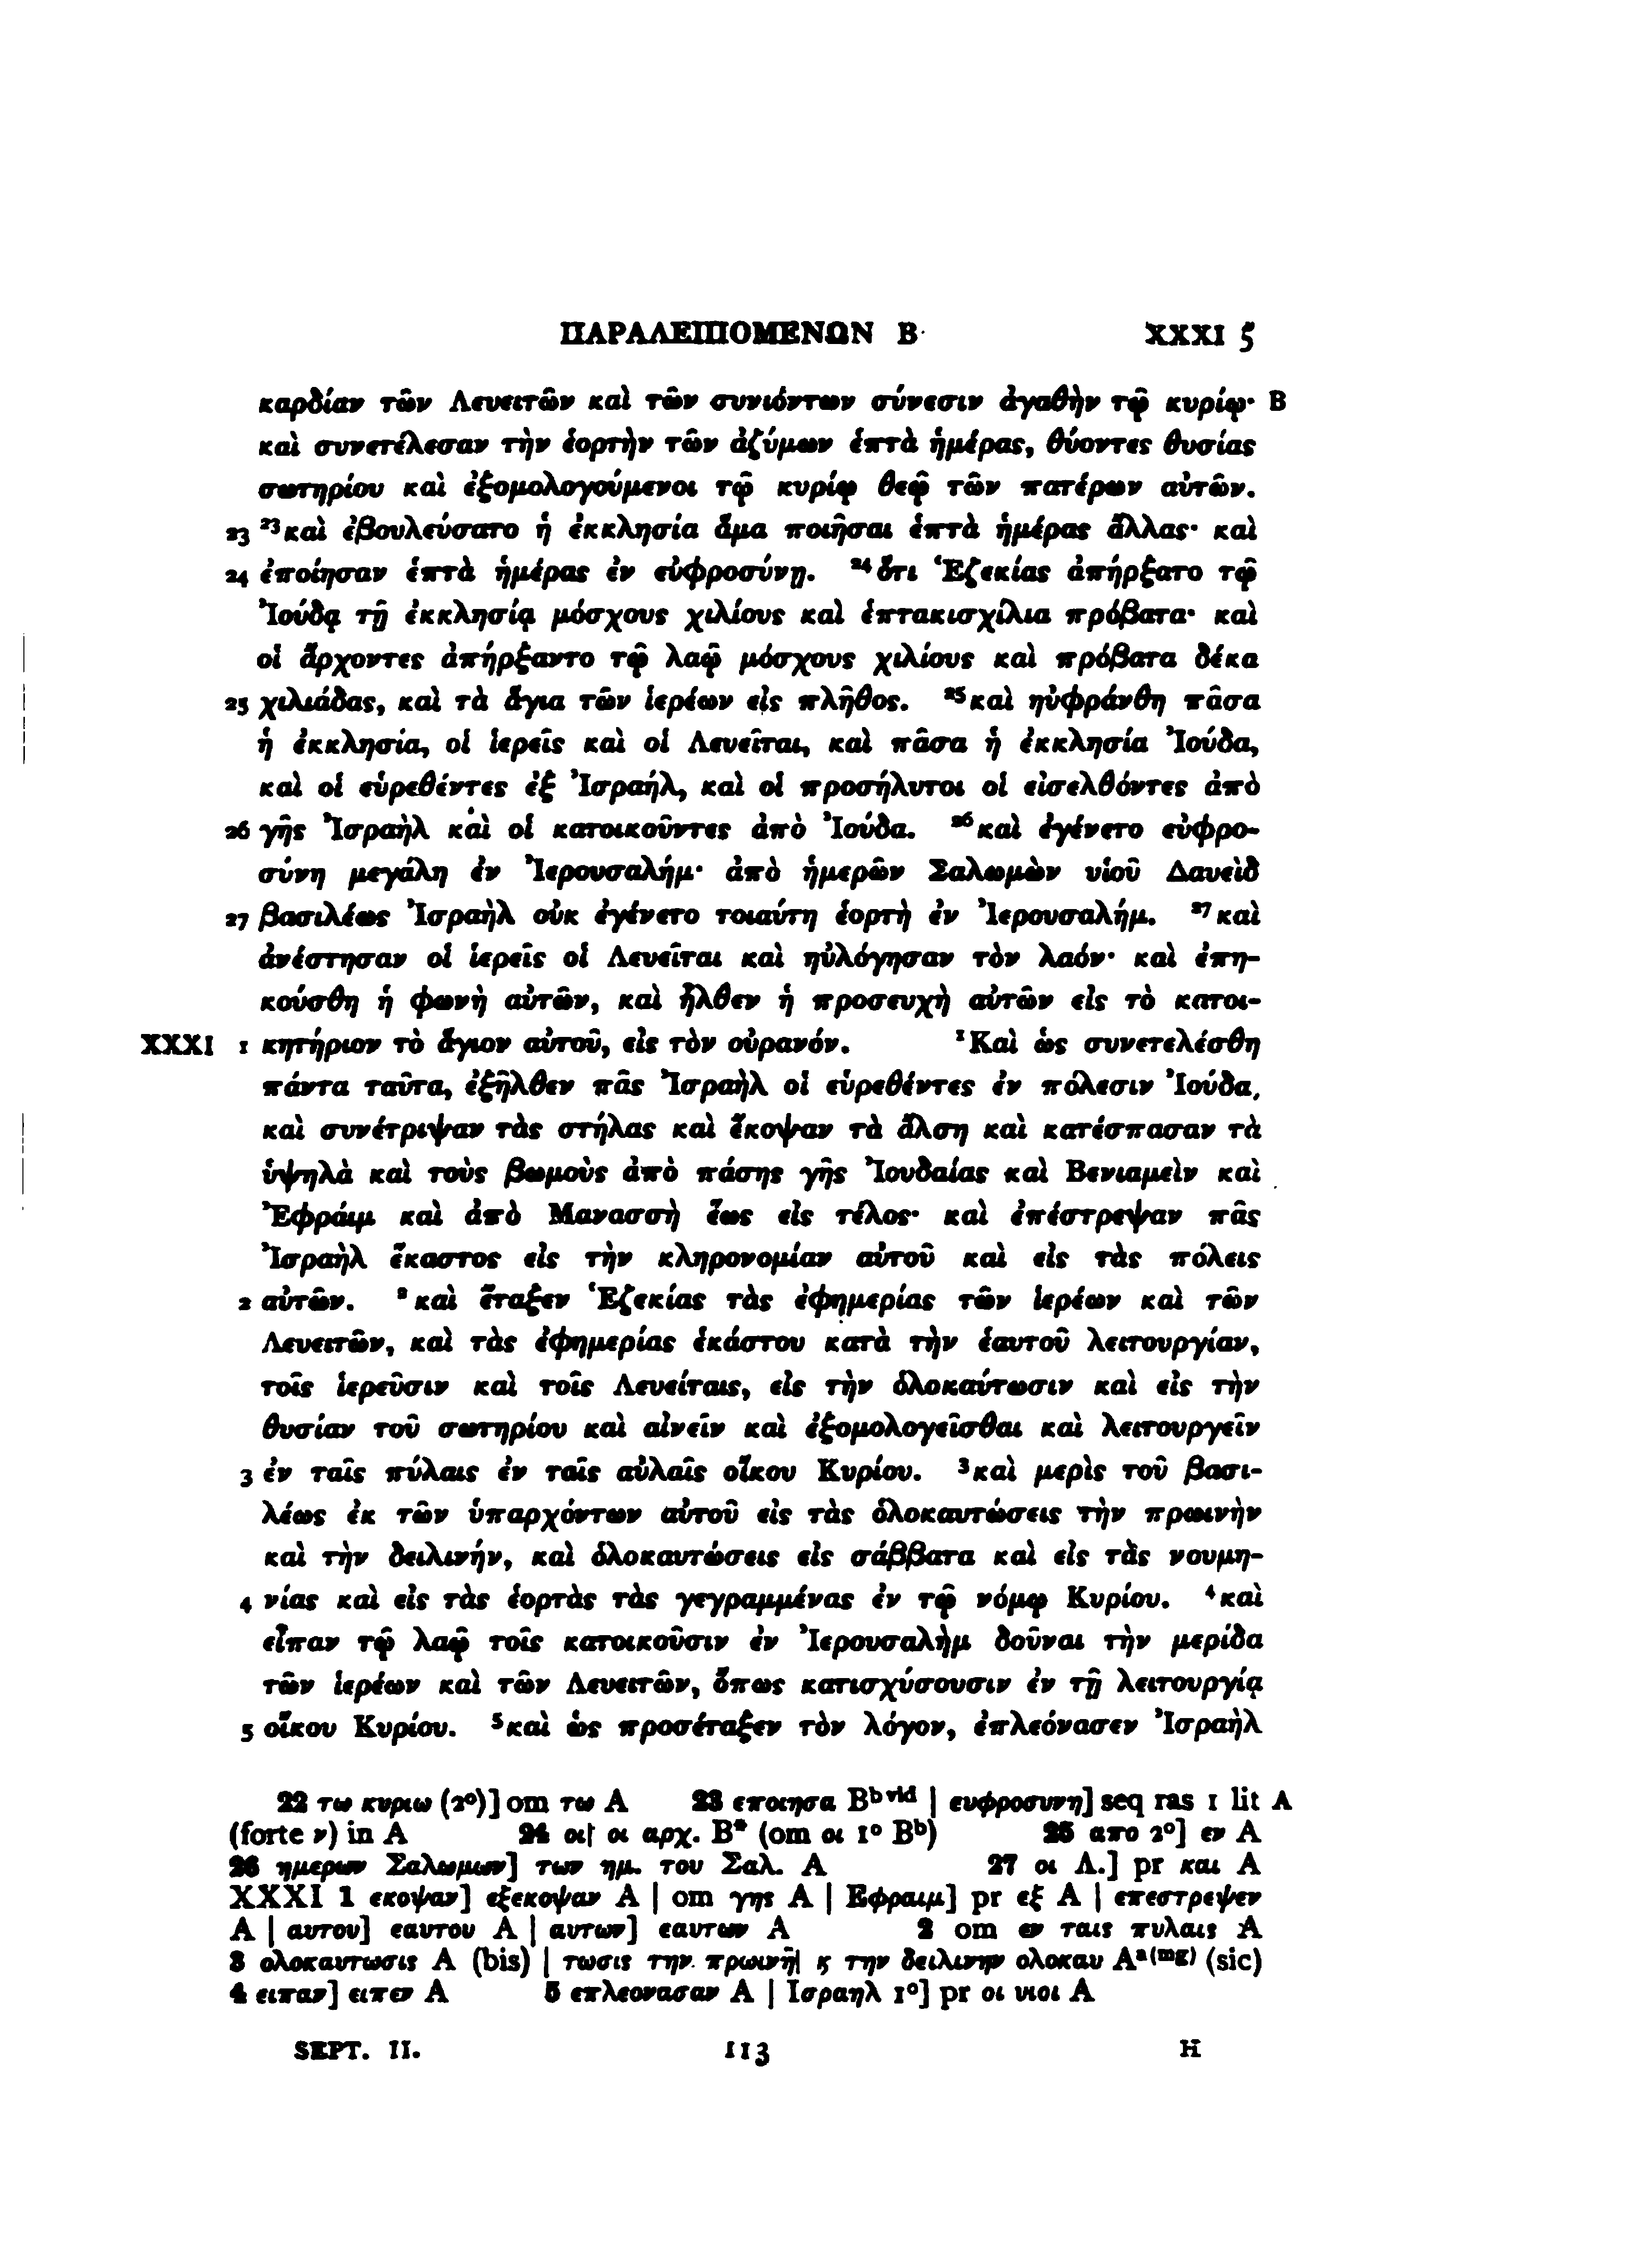 ΠΑΡΑΛΕΙΠΟΜΕΝΩΝ Β XXXI 5
καρδίαν τῶν Λευειτῶν καὶ τῶν συνιόντων σύνεσιν ἀγαθὴν τῷ κυρίῳ· B
καὶ συνετέλεσαν τὴν ἑορτὴν τῶν ἀζύμων ἑπτὰ ἡμέρας, θύοντες θυσίας
σωτηρίου καὶ ἐξομολογούμενοι τῷ κυρίῳ θεῷ τῶν πατέρων αὐτῶν.
23 ²³καὶ ἐβουλεύσατο ἡ ἐκκλησία ἅμα ποιῆσαι ἑπτὰ ἡμέρας ἄλλας· καὶ
24 ἐποίησαν ἑπτὰ ἡμέρας ἐν εὐφροσύνῃ. ²⁴ὅτι Ἑζεκίας ἀπήρξατο τῷ
Ἰούδᾳ τῇ ἐκκλησίᾳ μόσχους χιλίους καὶ ἑπτακισχίλια πρόβατα· καὶ
οἱ ἄρχοντες ἀπήρξαντο τῷ λαῷ μόσχους χιλίους καὶ πρόβατα δέκα
25 χιλιάδας, καὶ τὰ ἅγια τῶν ἱερέων εἰς πλῆθος. ²⁵καὶ ηὐφράνθη πᾶσα
ἡ ἐκκλησία, οἱ ἱερεῖς καὶ οἱ Λευεῖται, καὶ πᾶσα ἡ ἐκκλησία Ἰούδα,
καὶ οἱ εὑρεθέντες ἐξ Ἰσραήλ, καὶ οἱ προσήλυτοι οἱ εἰσελθόντες ἀπὸ
26 γῆς Ἰσραὴλ καὶ οἱ κατοικοῦντες ἀπὸ Ἰούδα. ²⁶καὶ ἐγένετο εὐφρο-
σύνη μεγάλη ἐν Ἰερουσαλήμ· ἀπὸ ἡμερῶν Σαλωμὼν υἱοῦ Δαυεὶδ
27 βασιλέως Ἰσραὴλ οὐκ ἐγένετο τοιαύτη ἑορτὴ ἐν Ἰερουσαλήμ. ²⁷καὶ
ἀνέστησαν οἱ ἱερεῖς οἱ Λευεῖται καὶ ηὐλόγησαν τὸν λαόν· καὶ ἐπη-
κούσθη ἡ φωνὴ αὐτῶν, καὶ ἦλθεν ἡ προσευχὴ αὐτῶν εἰς τὸ κατοι-
XXXI 1 κητήριον τὸ ἅγιον αὐτοῦ, εἰς τὸν οὐρανόν. ¹Καὶ ὡς συνετελέσθη
πάντα ταῦτα, ἐξῆλθεν πᾶς Ἰσραὴλ οἱ εὑρεθέντες ἐν πόλεσιν Ἰούδα,
καὶ συνέτριψαν τὰς στήλας καὶ ἔκοψαν τὰ ἄλση καὶ κατέσπασαν τὰ
ὑψηλὰ καὶ τοὺς βωμοὺς ἀπὸ πάσης γῆς Ἰουδαίας καὶ Βενιαμεὶν καὶ
Ἐφράιμ καὶ ἀπὸ Μανασσὴ ἕως εἰς τέλος· καὶ ἐπέστρεψαν πᾶς
Ἰσραὴλ ἕκαστος εἰς τὴν κληρονομίαν αὐτοῦ καὶ εἰς τὰς πόλεις
2 αὐτῶν. ²καὶ ἔταξεν Ἑζεκίας τὰς ἐφημερίας τῶν ἱερέων καὶ τῶν
Λευειτῶν, καὶ τὰς ἐφημερίας ἑκάστου κατὰ τὴν ἑαυτοῦ λειτουργίαν,
τοῖς ἱερεῦσιν καὶ τοῖς Λευείταις, εἰς τὴν ὁλοκαύτωσιν καὶ εἰς τὴν
θυσίαν τοῦ σωτηρίου καὶ αἰνεῖν καὶ ἐξομολογεῖσθαι καὶ λειτουργεῖν
3 ἐν ταῖς πύλαις ἐν ταῖς αὐλαῖς οἴκου Κυρίου. ³καὶ μερὶς τοῦ βασι-
λέως ἐκ τῶν ὑπαρχόντων αὐτοῦ εἰς τὰς ὁλοκαυτώσεις τὴν πρωινὴν
καὶ τὴν δειλινήν, καὶ ὁλοκαυτώσεις εἰς σάββατα καὶ εἰς τὰς νουμη-
4 νίας καὶ εἰς τὰς ἑορτὰς τὰς γεγραμμένας ἐν τῷ νόμῳ Κυρίου. ⁴καὶ
εἶπαν τῷ λαῷ τοῖς κατοικοῦσιν ἐν Ἰερουσαλὴμ δοῦναι τὴν μερίδα
τῶν ἱερέων καὶ τῶν Λευειτῶν, ὅπως κατισχύσουσιν ἐν τῇ λειτουργίᾳ
5 οἴκου Κυρίου. ⁵καὶ ὡς προσέταξεν τὸν λόγον, ἐπλεόνασεν Ἰσραὴλ
22 τω κυριω (2°)] om τω A 23 εποιησα Bᵇ ᵛⁱᵈ | ευφροσυνη] seq ras 1 lit A
(forte ν) in A 24 οι| οι αρχ. B* (om οι 1° Bᵇ) 25 απο 2°] εν A
26 ημερων Σαλωμων] των ημ. του Σαλ. A 27 οι Λ.] pr και A
XXXI 1 εκοψαν] εξεκοψαν A | om γης A | Εφραιμ] pr εξ A | επεστρεψεν
A | αυτου] εαυτου A | αυτων] εαυτων A 2 om εν ταις πυλαις A
3 ολοκαυτωσις A (bis) | τωσις την πρωινη̄| ϗ την δειλινην ολοκαυ Aᵃ⁽ᵐᵍ⁾ (sic)
4 ειπαν] ειπεν A 5 επλεονασαν A | Ισραηλ 1°] pr οι υιοι A
SEPT. II. 113 H